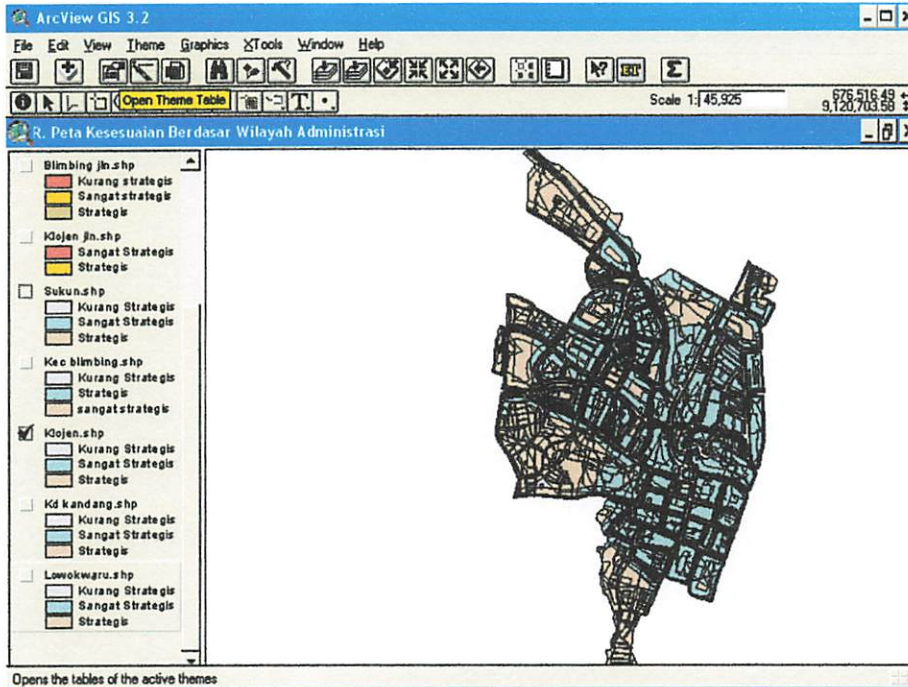 ArcView GIS 3.2
File Edit View Theme Graphics XTools Window Help
Open Theme Table
T
Scale 1: 45,925
676,516.49
9,120,703.58
R. Peta Kesesuaian Berdasar Wilayah Administrasi
Blimbing jln.shp
Kurang strategis
Sangat strategis
Strategis
Klojen jln.shp
Sangat Strategis
Strategis
Sukun.shp
Kurang Strategis
Sangat Strategis
Strategis
Kec blimbing.shp
Kurang Strategis
Strategis
sangat strategis
Klojen.shp
Kurang Strategis
Sangat Strategis
Strategis
Kd kandang.shp
Kurang Strategis
Sangat Strategis
Strategis
Lowokwaru.shp
Kurang Strategis
Sangat Strategis
Strategis
Opens the tables of the active themes